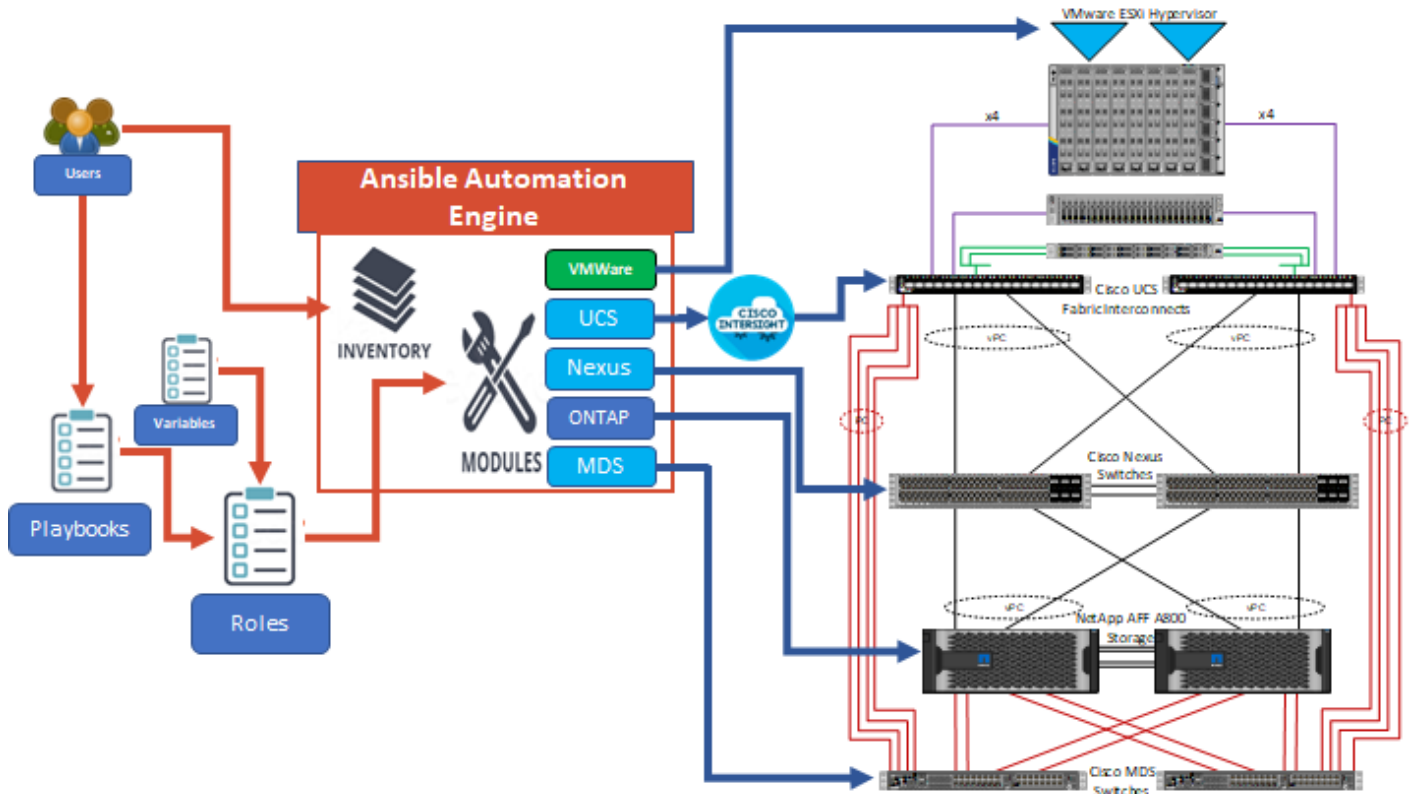 VMware ESXi Hypervisor
x4
x4
Users
Ansible Automation
Engine
VMWare
UCS
Nexus
ONTAP
MDS
INVENTORY
MODULES
CISCO
INTERSIGHT
Variables
Playbooks
Roles
Cisco UCS
Fabric Interconnects
vPC
vPC
PC
PC
Cisco Nexus
Switches
vPC
vPC
NetApp AFF A800
Storage
Cisco MDS
Switches